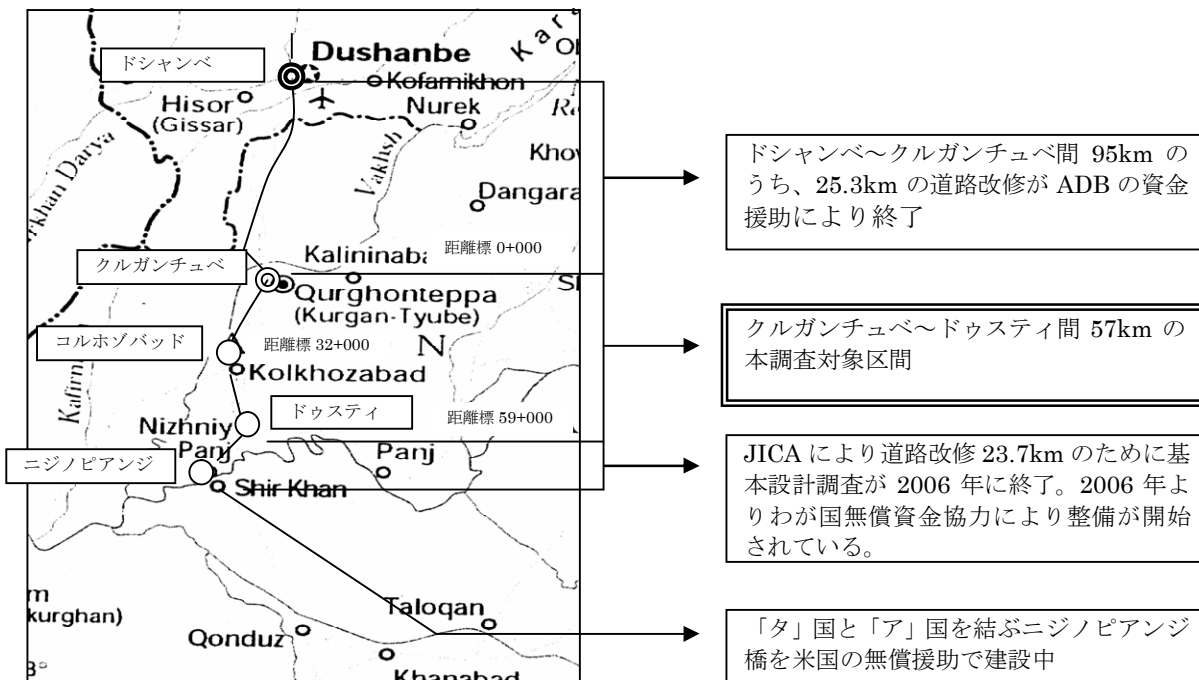 Dushanbe
ドシャンベ
Kofarnikhon
Hisor
(Gissar)
Nurek
Vakhsh
Dangara
Kalininaba
距離標 0+000
クルガンチュベ
Qurghonteppa
(Kurgan-Tyube)
コルホゾバッド
距離標 32+000
N
Kolkhozabad
ドゥスティ
距離標 59+000
Nizhniy
Panj
Panj
ニジノピアンジ
Shir Khan
Taloqan
kurghan)
Qonduz
Khanabad
ドシャンベ~クルガンチュベ間 95km の
うち、25.3km の道路改修が ADB の資金
援助により終了
クルガンチュベ~ドゥスティ間 57km の
本調査対象区間
JICA により道路改修 23.7km のために基
本設計調査が 2006 年に終了。2006 年よ
りわが国無償資金協力により整備が開始
されている。
「タ」国と「ア」国を結ぶニジノピアンジ
橋を米国の無償援助で建設中